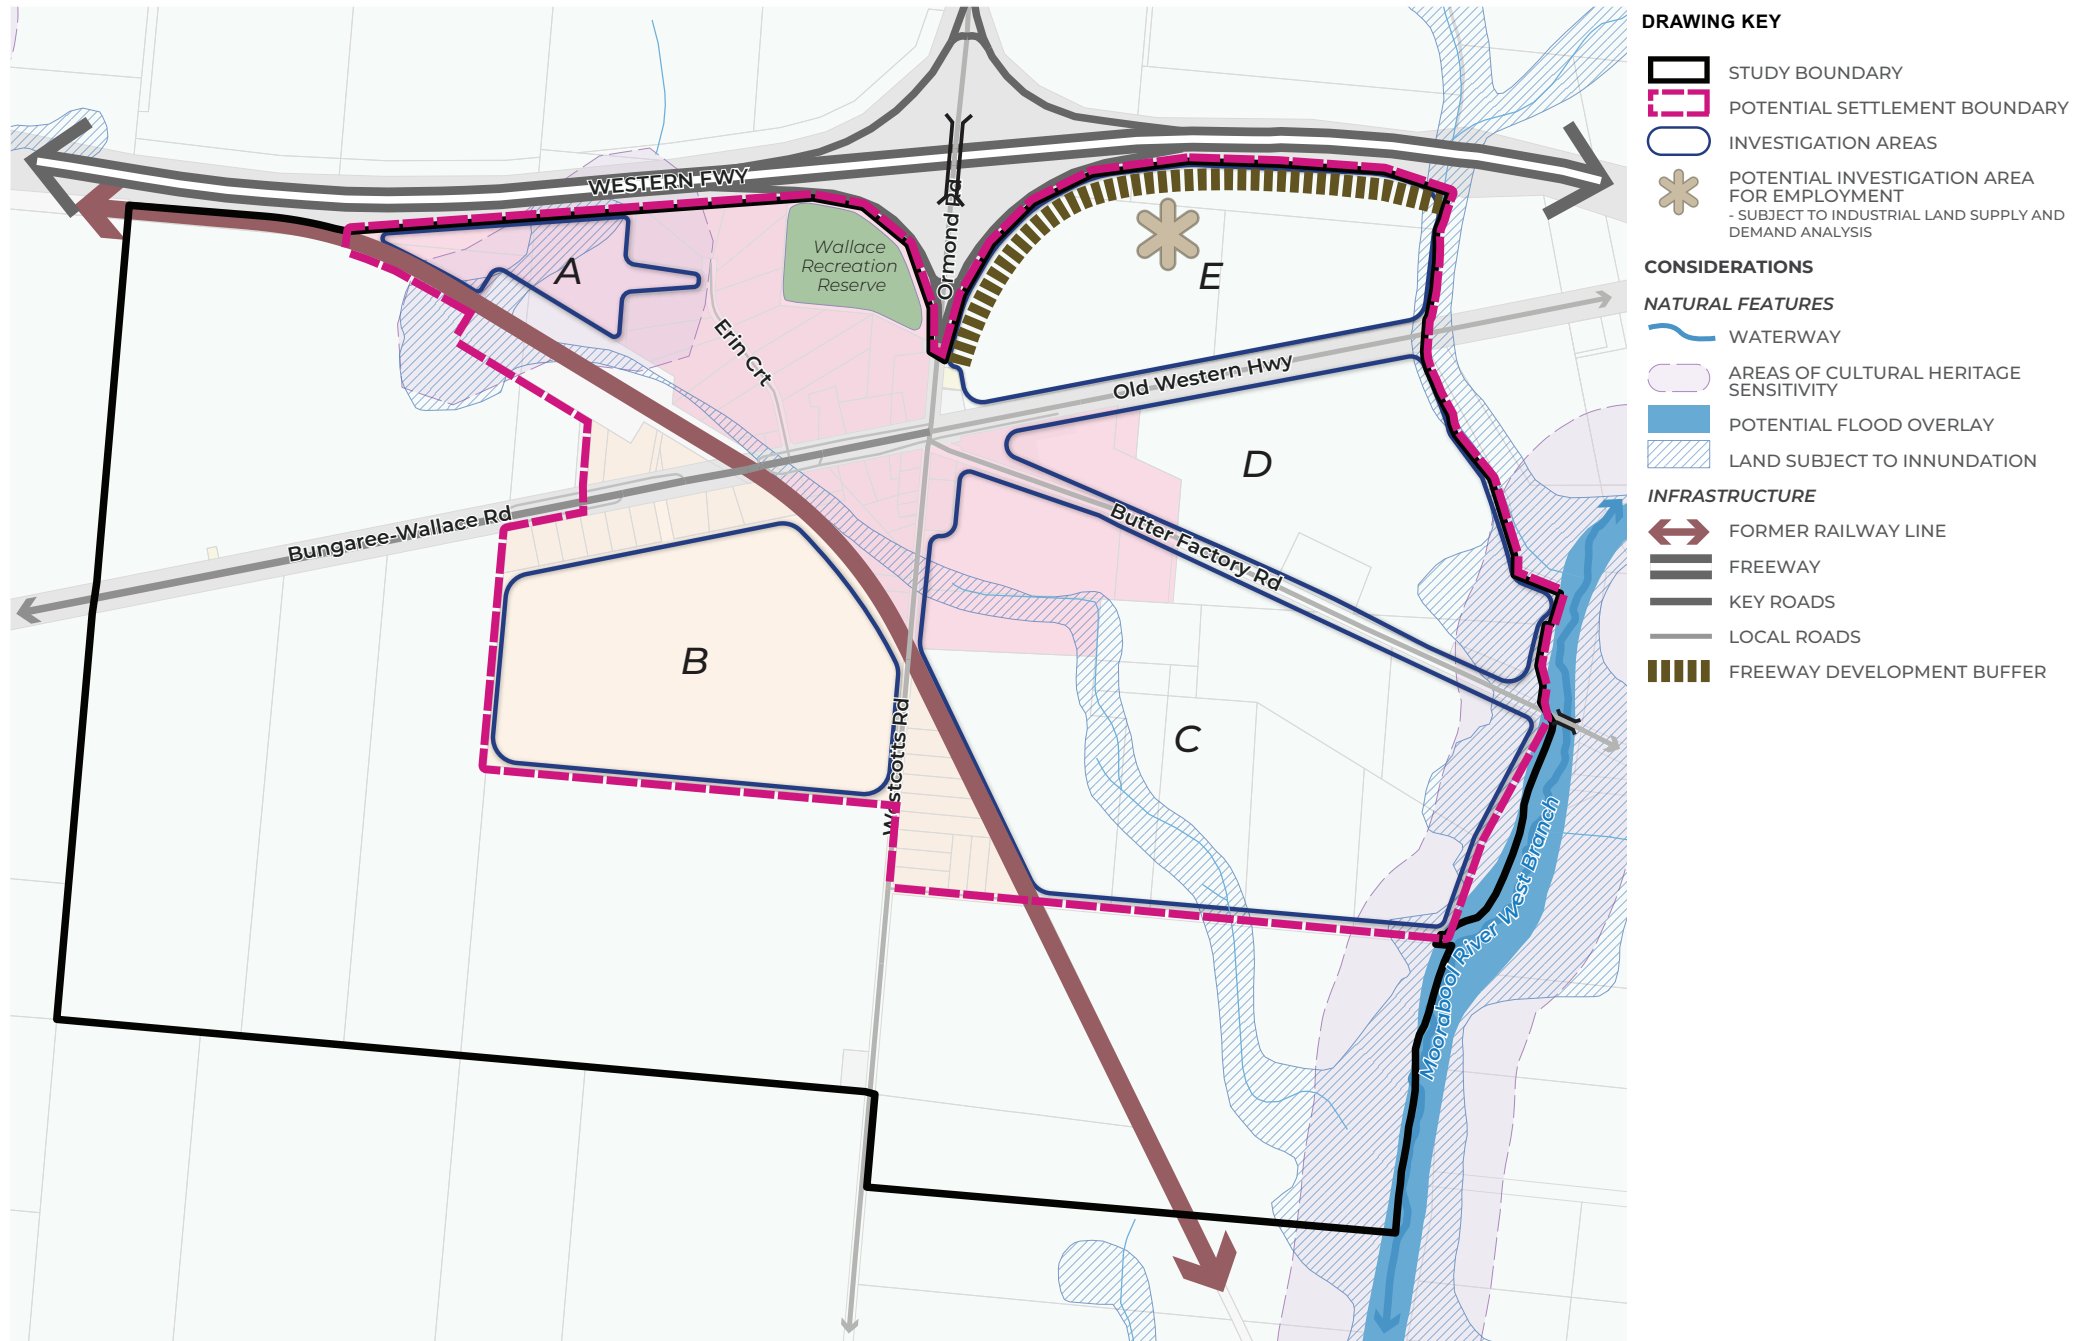 WESTERN FWY
Ormond Rd
Wallace
Recreation
Reserve
A
E
Erin Crt
Old Western Hwy
D
Bungaree-Wallace Rd
Butter Factory Rd
B
C
Westcotts Rd
Moorabool River West Branch
DRAWING KEY
STUDY BOUNDARY
POTENTIAL SETTLEMENT BOUNDARY
INVESTIGATION AREAS
POTENTIAL INVESTIGATION AREA
FOR EMPLOYMENT
- SUBJECT TO INDUSTRIAL LAND SUPPLY AND
DEMAND ANALYSIS
CONSIDERATIONS
NATURAL FEATURES
WATERWAY
AREAS OF CULTURAL HERITAGE
SENSITIVITY
POTENTIAL FLOOD OVERLAY
LAND SUBJECT TO INNUNDATION
INFRASTRUCTURE
FORMER RAILWAY LINE
FREEWAY
KEY ROADS
LOCAL ROADS
FREEWAY DEVELOPMENT BUFFER